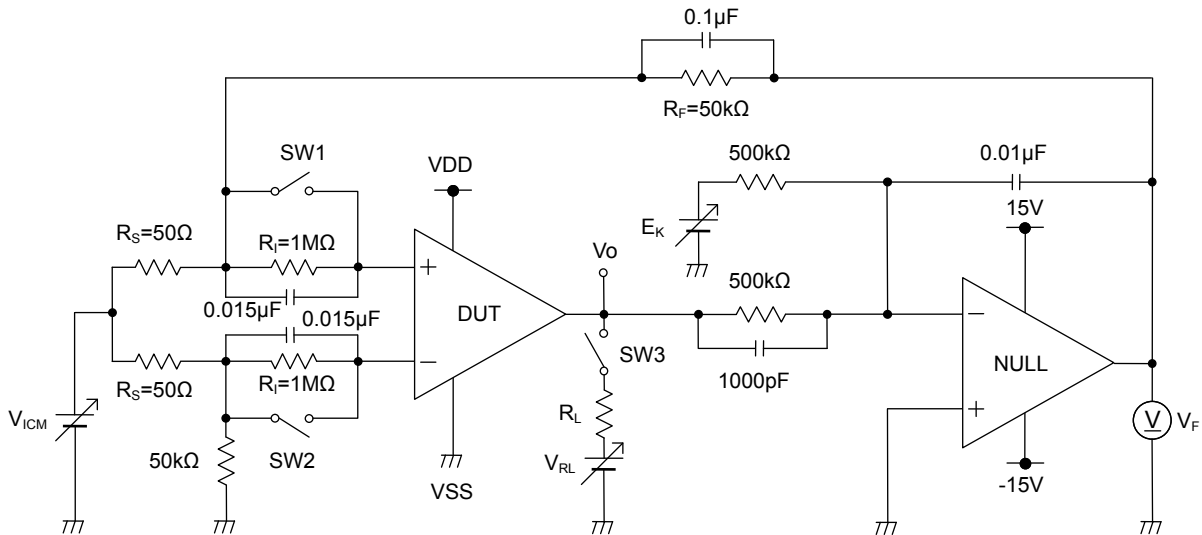 0.1µF
RF=50kΩ
SW1
VDD
500kΩ
0.01µF
15V
EK
RS=50Ω
RI=1MΩ
Vo
0.015µF
0.015µF
500kΩ
DUT
NULL
SW3
RS=50Ω
RI=1MΩ
1000pF
VICM
RL
V
VF
50kΩ
SW2
VRL
VSS
-15V
+
−
−
+